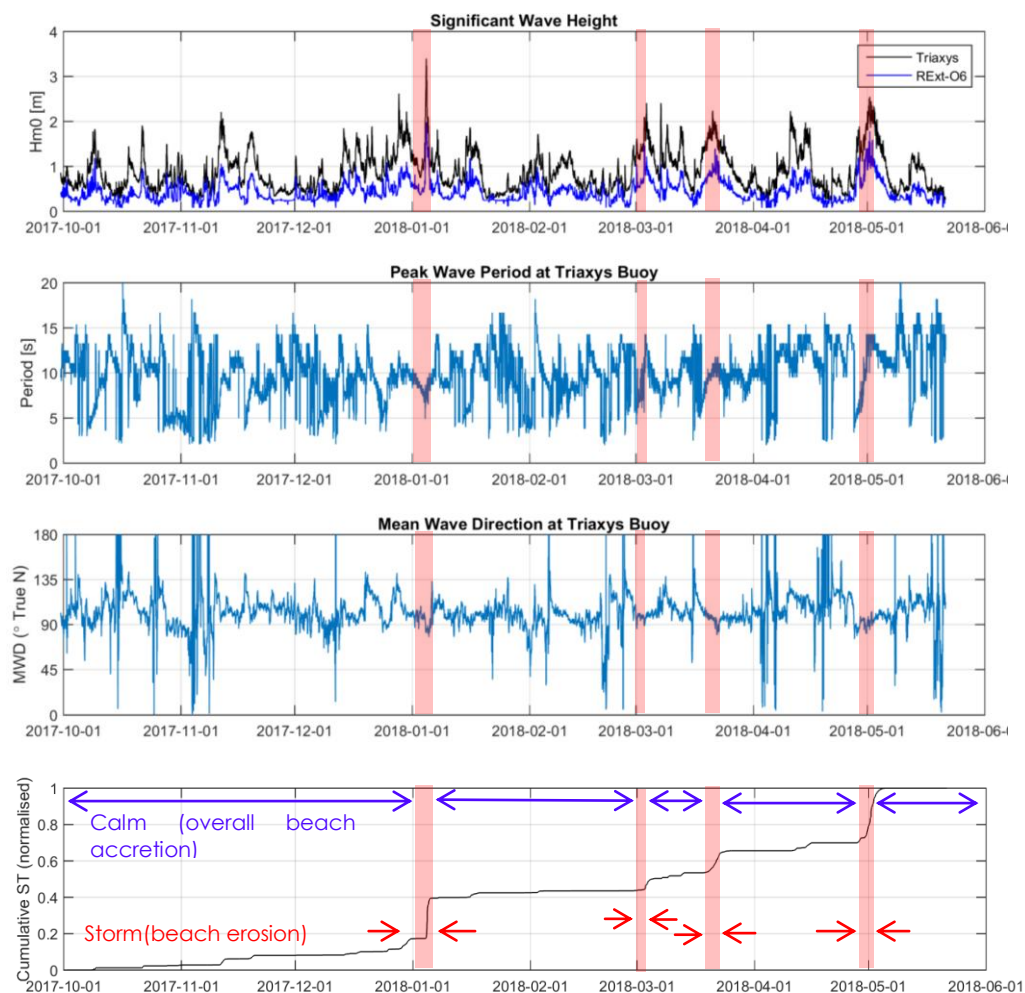 Significant Wave Height
Hm0 [m]
4
3
2
1
0
Triaxys
RExt-O6
2017-10-01 2017-11-01 2017-12-01 2018-01-01 2018-02-01 2018-03-01 2018-04-01 2018-05-01 2018-06-
Peak Wave Period at Triaxys Buoy
Period [s]
20
15
10
5
0
2017-10-01 2017-11-01 2017-12-01 2018-01-01 2018-02-01 2018-03-01 2018-04-01 2018-05-01 2018-06-
Mean Wave Direction at Triaxys Buoy
MWD (° True N)
180
135
90
45
0
2017-10-01 2017-11-01 2017-12-01 2018-01-01 2018-02-01 2018-03-01 2018-04-01 2018-05-01 2018-06-
Cumulative ST (normalised)
1
0.8
0.6
0.4
0.2
0
Calm (overall beach
accretion)
Storm(beach erosion)
2017-10-01 2017-11-01 2017-12-01 2018-01-01 2018-02-01 2018-03-01 2018-04-01 2018-05-01 2018-06-01